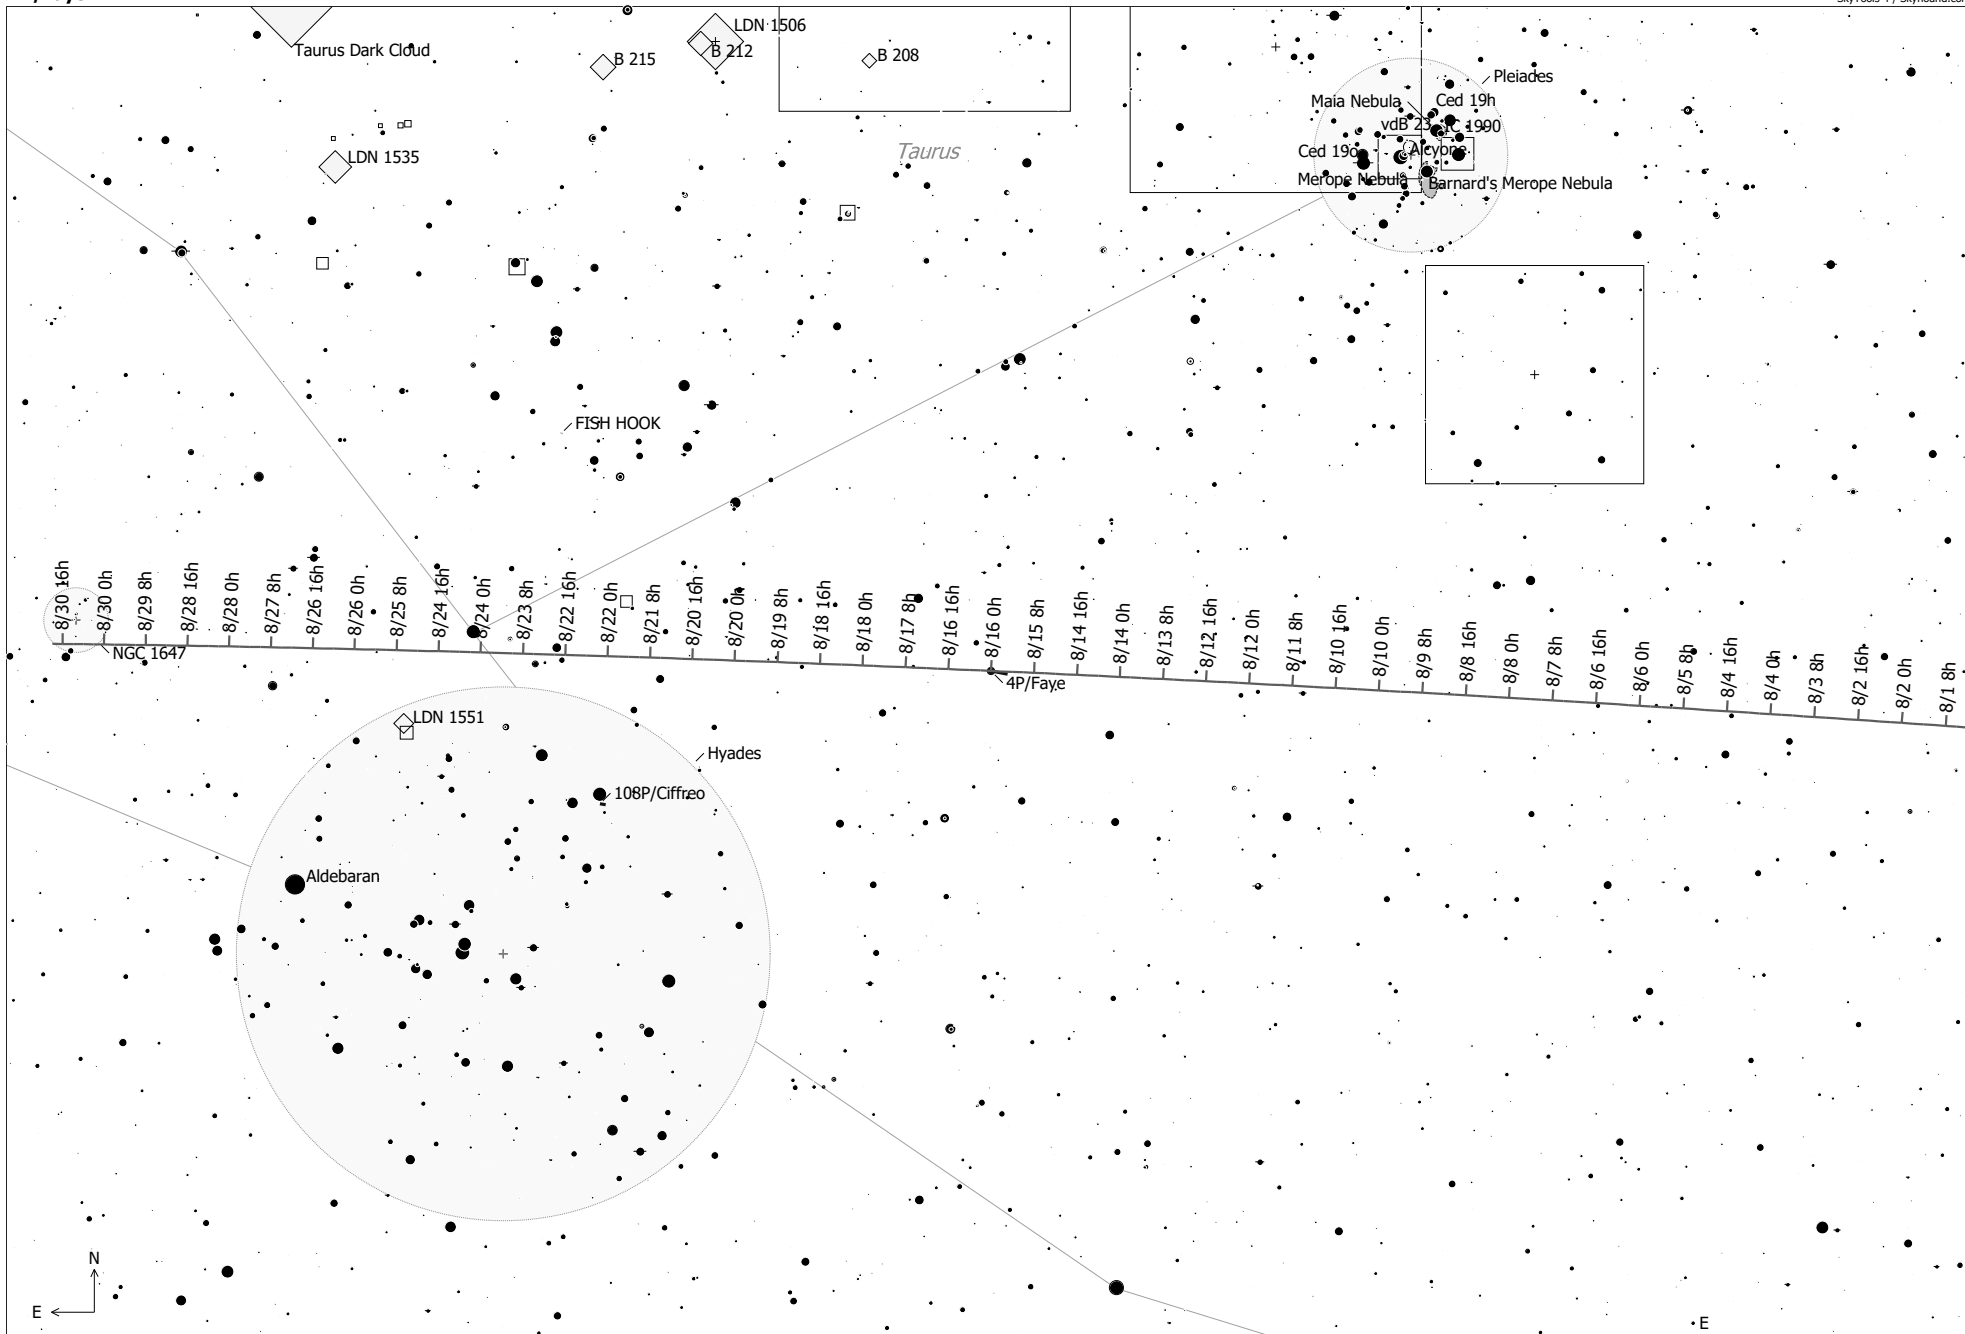 SkyTools 4 / Skyhound.com
LDN 1506
Taurus Dark Cloud
B 212
B 215
B 208
Pleiades
Maia Nebula
Ced 19h
vdB 23
IC 1990
Taurus
Ced 19o
Alcyone
LDN 1535
Merope Nebula
Barnard's Merope Nebula
FISH HOOK
8/30 16h
8/30 0h
8/29 8h
8/28 16h
8/28 0h
8/27 8h
8/26 16h
8/26 0h
8/25 8h
8/24 16h
8/24 0h
8/23 8h
8/22 16h
8/22 0h
8/21 8h
8/20 16h
8/20 0h
8/19 8h
8/18 16h
8/18 0h
8/17 8h
8/16 16h
8/16 0h
8/15 8h
8/14 16h
8/14 0h
8/13 8h
8/12 16h
8/12 0h
8/11 8h
8/10 16h
8/10 0h
8/9 8h
8/8 16h
8/8 0h
8/7 8h
8/6 16h
8/6 0h
8/5 8h
8/4 16h
8/4 0h
8/3 8h
8/2 16h
8/2 0h
8/1 8h
NGC 1647
4P/Faye
LDN 1551
Hyades
108P/Ciffreo
Aldebaran
N
E
E